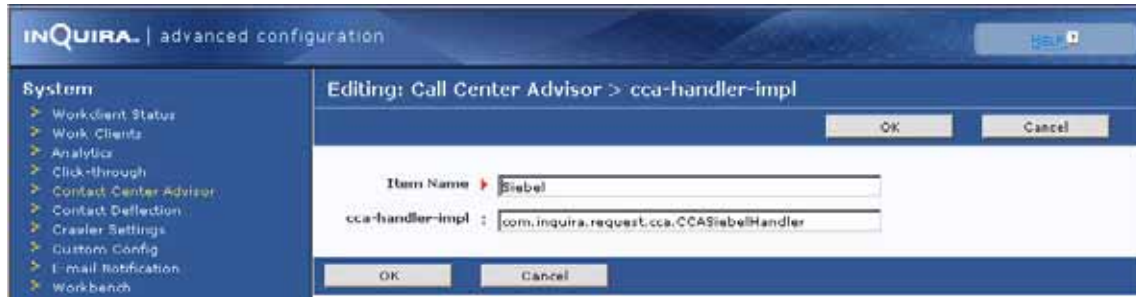 INQUIRA. | advanced configuration
HELP ?
System
Workclient Status
Work Clients
Analytics
Click-through
Contact Center Advisor
Contact Deflection
Crawler Settings
Custom Config
E-mail Notification
Workbench
Editing: Call Center Advisor > cca-handler-impl
OK Cancel
Item Name Siebel
cca-handler-impl : com.inquira.request.cca.CCASiebelHandler
OK Cancel